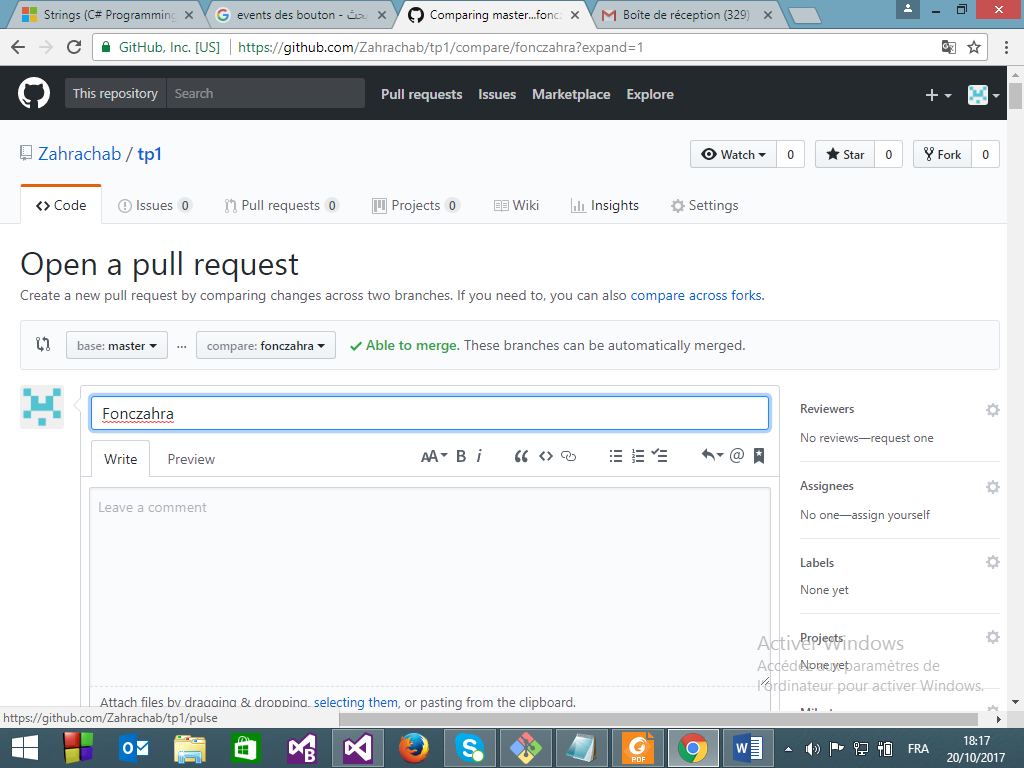 Strings (C# Programming
events des bouton - بحث
Comparing master...fonc
Boîte de réception (329)
GitHub, Inc. [US]
https://github.com/Zahrachab/tp1/compare/fonczahra?expand=1
This repository
Search
Pull requests
Issues
Marketplace
Explore
Zahrachab / tp1
Watch 0
Star 0
Fork 0
Code
Issues 0
Pull requests 0
Projects 0
Wiki
Insights
Settings
Open a pull request
Create a new pull request by comparing changes across two branches. If you need to, you can also compare across forks.
base: master ... compare: fonczahra
Able to merge. These branches can be automatically merged.
Fonczahra
Write
Preview
AA B i
Leave a comment
Attach files by dragging & dropping, selecting them, or pasting from the clipboard.
Reviewers
No reviews—request one
Assignees
No one—assign yourself
Labels
None yet
Projects
None yet
Activer Windows
Accédez aux paramètres de
l'ordinateur pour activer Windows.
https://github.com/Zahrachab/tp1/pulse
PDF
FRA
18:17
20/10/2017